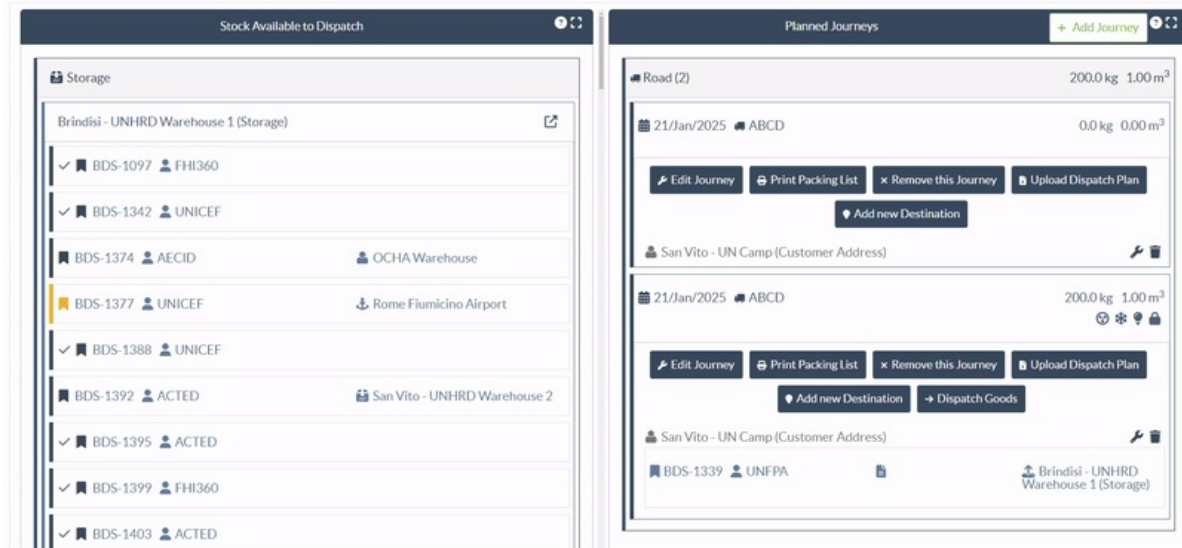 Stock Available to Dispatch
Storage
Brindisi - UNHRD Warehouse 1 (Storage)
BDS-1097 FHI360
BDS-1342 UNICEF
BDS-1374 AECID OCHA Warehouse
BDS-1377 UNICEF Rome Fiumicino Airport
BDS-1388 UNICEF
BDS-1392 ACTED San Vito - UNHRD Warehouse 2
BDS-1395 ACTED
BDS-1399 FHI360
BDS-1403 ACTED
Planned Journeys + Add Journey
Road (2) 200.0 kg 1.00 m³
21/Jan/2025 ABCD 0.0 kg 0.00 m³
Edit Journey Print Packing List × Remove this Journey Upload Dispatch Plan
Add new Destination
San Vito - UN Camp (Customer Address)
21/Jan/2025 ABCD 200.0 kg 1.00 m³
Edit Journey Print Packing List × Remove this Journey Upload Dispatch Plan
Add new Destination → Dispatch Goods
San Vito - UN Camp (Customer Address)
BDS-1339 UNFPA Brindisi - UNHRD
Warehouse 1 (Storage)